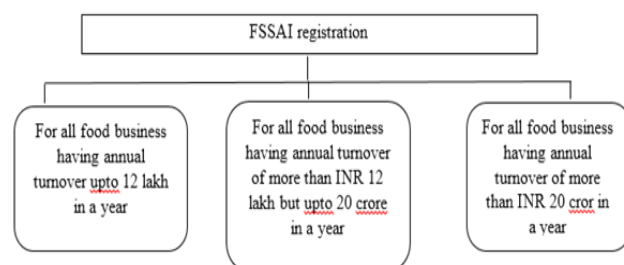 FSSAI registration
For all food business
having annual
turnover upto 12 lakh
in a year
For all food business
having annual turnover
of more than INR 12
lakh but upto 20 crore
in a year
For all food business
having annual
turnover of more
than INR 20 cror in
a year